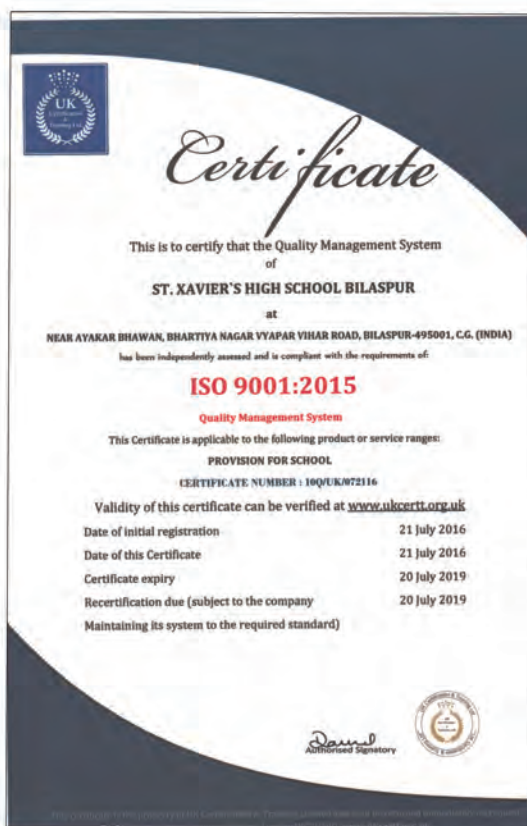 UK
Certification
&
Training Ltd
Certificate
This is to certify that the Quality Management System
of
ST. XAVIER'S HIGH SCHOOL BILASPUR
at
NEAR AYAKAR BHAWAN, BHARTIYA NAGAR VYAPAR VIHAR ROAD, BILASPUR-495001, C.G. (INDIA)
has been independently assessed and is compliant with the requirements of:
ISO 9001:2015
Quality Management System
This Certificate is applicable to the following product or service ranges:
PROVISION FOR SCHOOL
CERTIFICATE NUMBER : 10Q/UK/072116
Validity of this certificate can be verified at www.ukcertt.org.uk
Date of initial registration 21 July 2016
Date of this Certificate 21 July 2016
Certificate expiry 20 July 2019
Recertification due (subject to the company 20 July 2019
Maintaining its system to the required standard)
Authorised Signatory